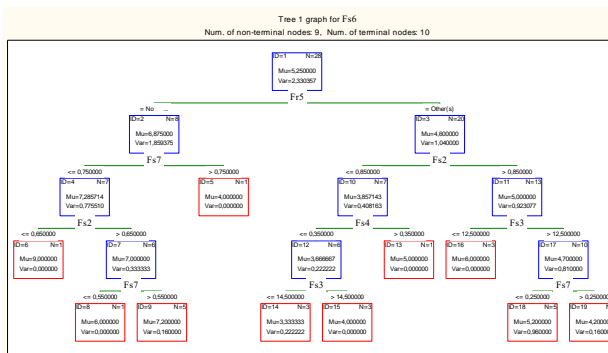 Tree 1 graph for Fs6
Num. of non-terminal nodes: 9, Num. of terminal nodes: 10
ID=1 N=28
Mu=5,250000
Var=2,330357
Fr5
= No ...
= Other(s)
ID=2 N=8
Mu=6,875000
Var=1,859375
Fs7
ID=3 N=20
Mu=4,600000
Var=1,040000
Fs2
<= 0,750000
> 0,750000
<= 0,850000
> 0,850000
ID=4 N=7
Mu=7,285714
Var=0,775510
Fs2
ID=5 N=1
Mu=4,000000
Var=0,000000
ID=10 N=7
Mu=3,857143
Var=0,408163
Fs4
ID=11 N=13
Mu=5,000000
Var=0,923077
Fs3
<= 0,650000
> 0,650000
<= 0,350000
> 0,350000
<= 12,500000
> 12,500000
ID=6 N=1
Mu=9,000000
Var=0,000000
ID=7 N=6
Mu=7,000000
Var=0,333333
Fs7
ID=12 N=6
Mu=3,666667
Var=0,222222
Fs3
ID=13 N=1
Mu=5,000000
Var=0,000000
ID=16 N=3
Mu=6,000000
Var=0,000000
ID=17 N=10
Mu=4,700000
Var=0,810000
Fs7
<= 0,550000
> 0,550000
<= 14,500000
> 14,500000
<= 0,250000
> 0,250000
ID=8 N=1
Mu=6,000000
Var=0,000000
ID=9 N=5
Mu=7,200000
Var=0,160000
ID=14 N=3
Mu=3,333333
Var=0,222222
ID=15 N=3
Mu=4,000000
Var=0,000000
ID=18 N=5
Mu=5,200000
Var=0,960000
ID=19
Mu=4,20000
Var=0,16000